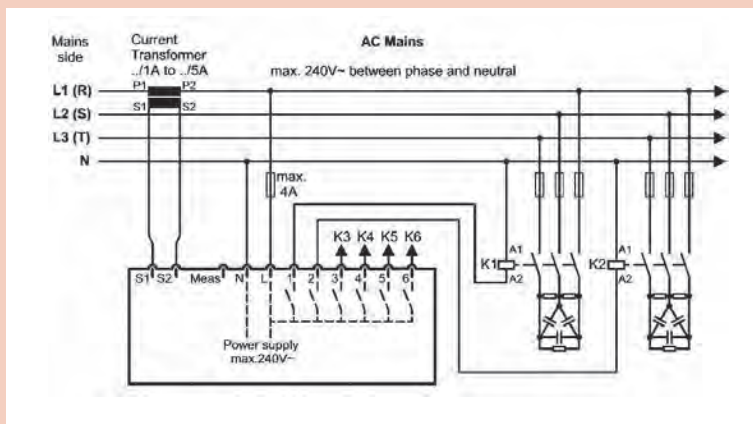 Mains
side
Current
Transformer
../1A to ../5A
AC Mains
max. 240V~ between phase and neutral
P1
P2
L1 (R)
S1
S2
L2 (S)
L3 (T)
N
max.
4A
K3 K4 K5 K6
K1
A1
A2
K2
A1
A2
S1 S2 Meas N L 1 2 3 4 5 6
Power supply
max.240V~